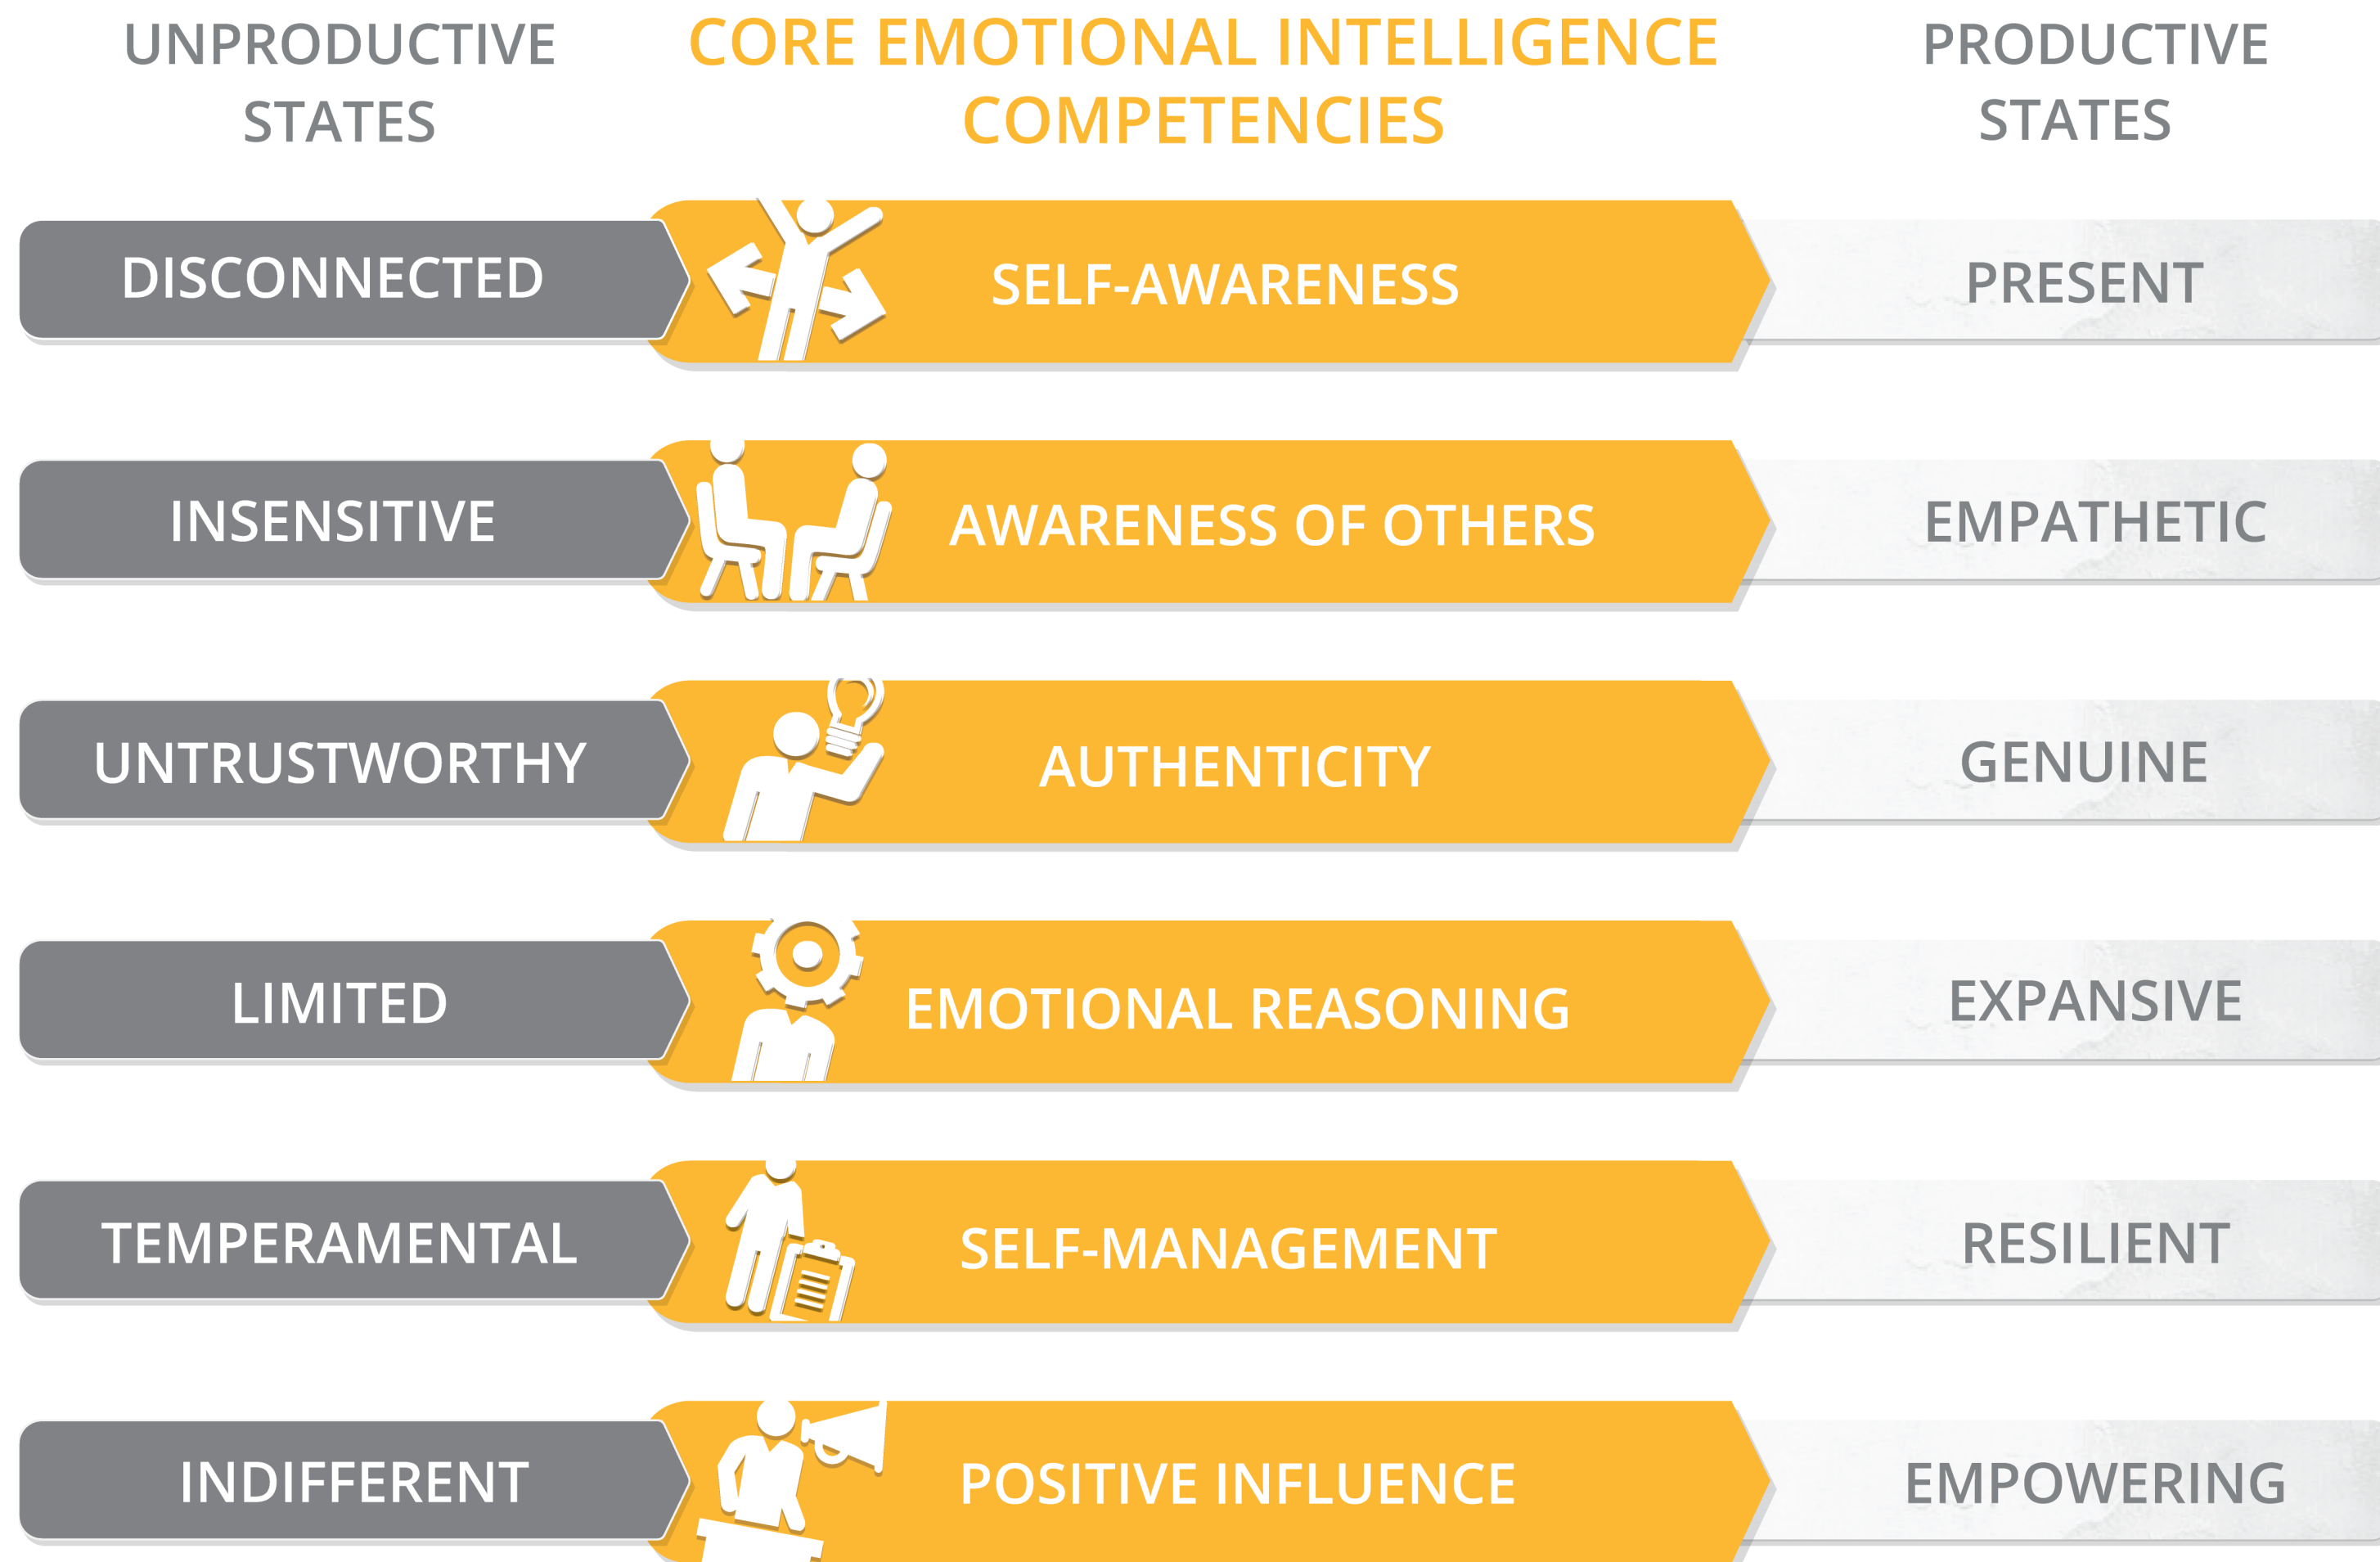 UNPRODUCTIVE
STATES
CORE EMOTIONAL INTELLIGENCE
COMPETENCIES
PRODUCTIVE
STATES
DISCONNECTED
SELF-AWARENESS
PRESENT
INSENSITIVE
AWARENESS OF OTHERS
EMPATHETIC
UNTRUSTWORTHY
AUTHENTICITY
GENUINE
LIMITED
EMOTIONAL REASONING
EXPANSIVE
TEMPERAMENTAL
SELF-MANAGEMENT
RESILIENT
INDIFFERENT
POSITIVE INFLUENCE
EMPOWERING